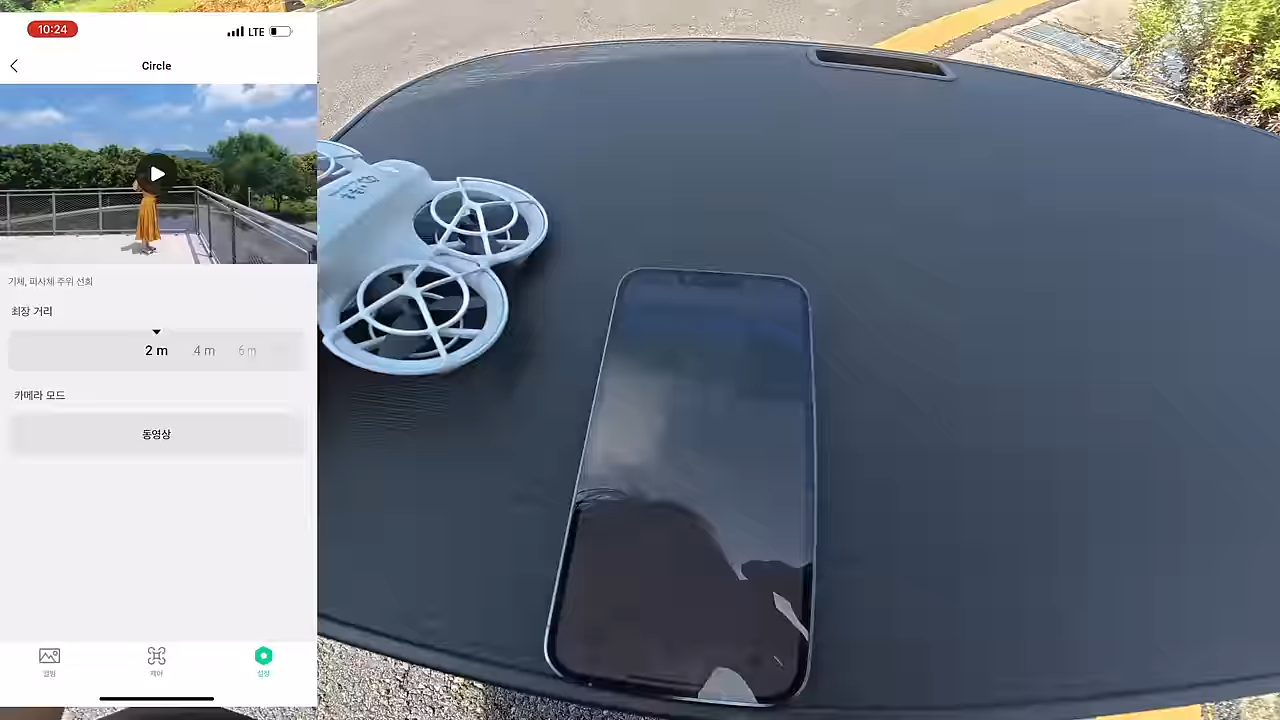 10:24
LTE
Circle
기체, 피사체 주위 선회
최장 거리
2 m 4 m 6 m
카메라 모드
동영상
앨범 제어 설정